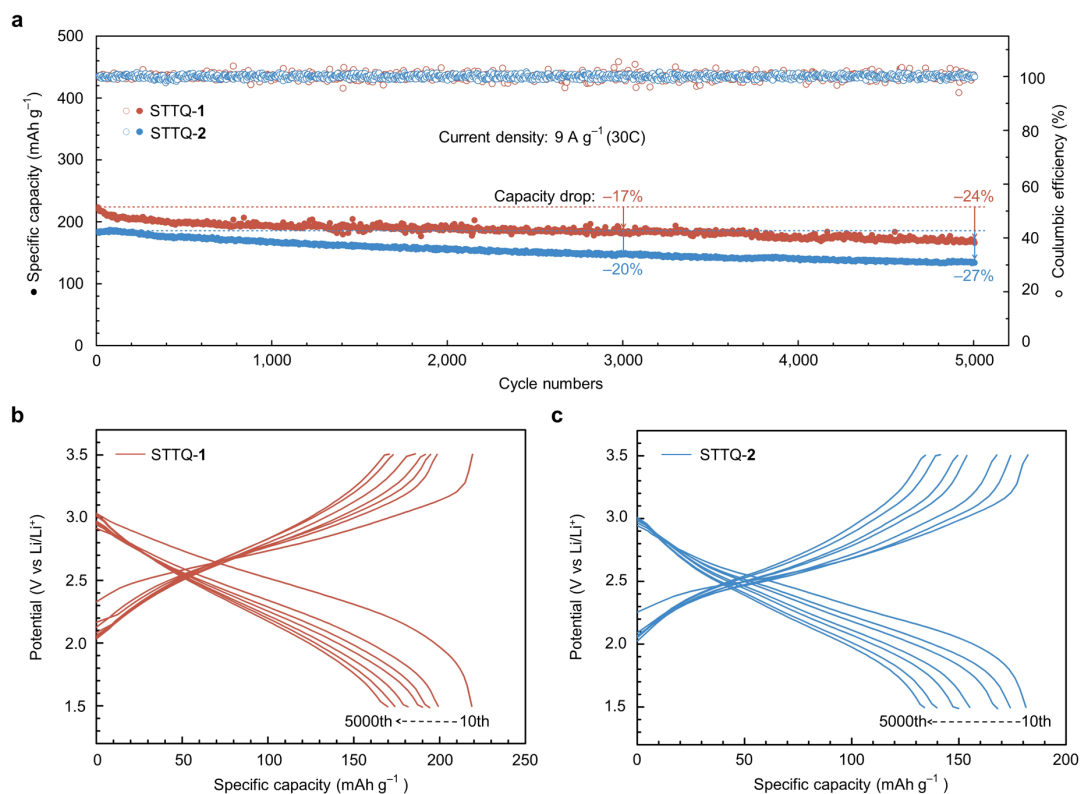 a
500
400
300
200
100
0
● Specific capacity (mAh g⁻¹)
100
80
60
40
20
0
○ Coulumbic efficiency (%)
STTQ-1
STTQ-2
Current density: 9 A g⁻¹ (30C)
Capacity drop: –17%
–24%
–20%
–27%
0
1,000
2,000
3,000
4,000
5,000
Cycle numbers
b
STTQ-1
3.5
3.0
2.5
2.0
1.5
Potential (V vs Li/Li⁺)
5000th
10th
0
50
100
150
200
250
Specific capacity (mAh g⁻¹)
c
STTQ-2
3.5
3.0
2.5
2.0
1.5
Potential (V vs Li/Li⁺)
5000th
10th
0
50
100
150
200
Specific capacity (mAh g⁻¹)